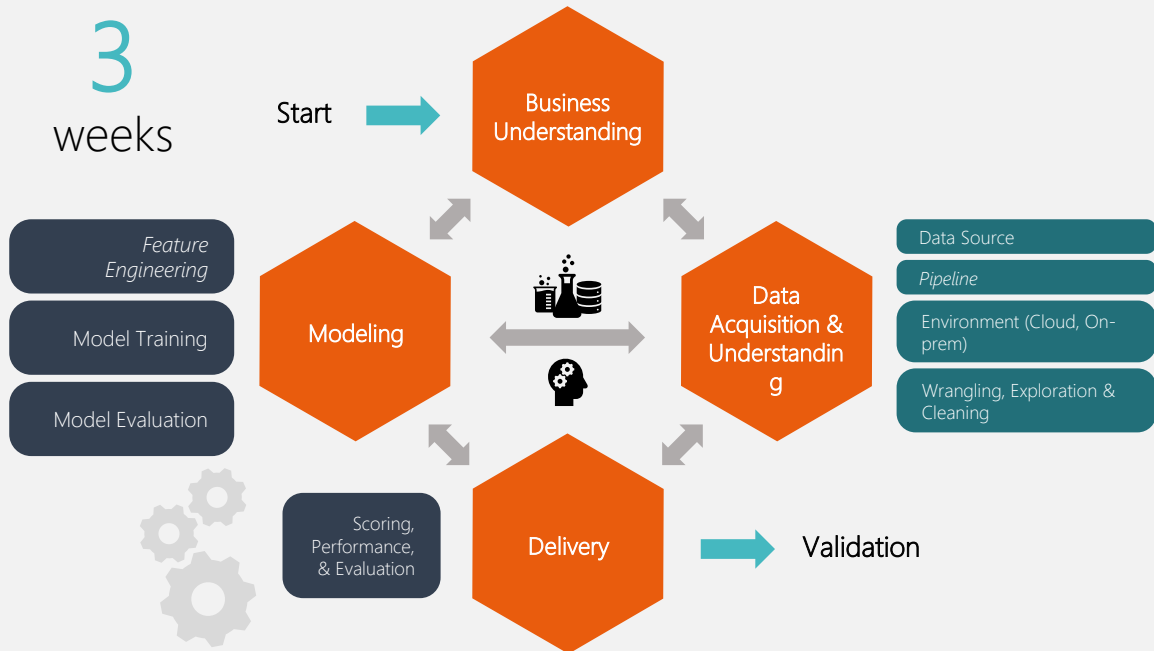 3
weeks
Start
Business
Understanding
Feature
Engineering
Model Training
Model Evaluation
Modeling
Data
Acquisition &
Understandin
g
Data Source
Pipeline
Environment (Cloud, On-
prem)
Wrangling, Exploration &
Cleaning
Scoring,
Performance,
& Evaluation
Delivery
Validation